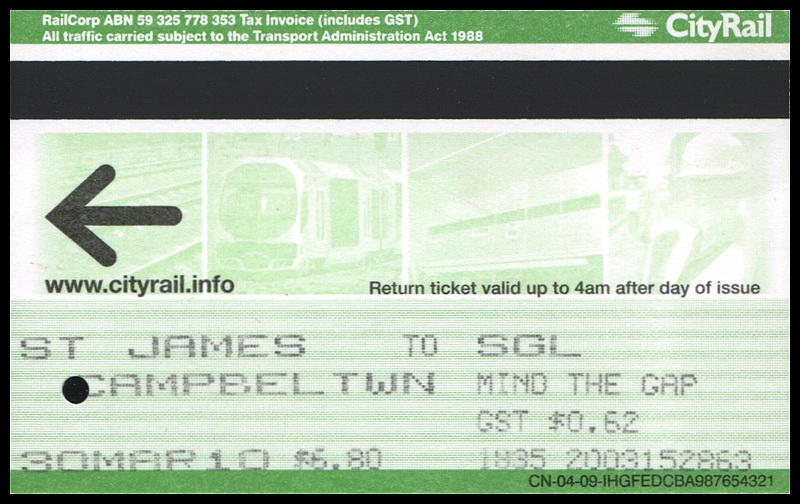 RailCorp ABN 59 325 778 353 Tax Invoice (includes GST)
All traffic carried subject to the Transport Administration Act 1988
CityRail
www.cityrail.info
Return ticket valid up to 4am after day of issue
ST JAMES TO SGL
CAMPBELTWN MIND THE GAP
GST $0.62
30MAR10 $6.80 1835 2003152863
CN-04-09-IHGFEDCBA987654321